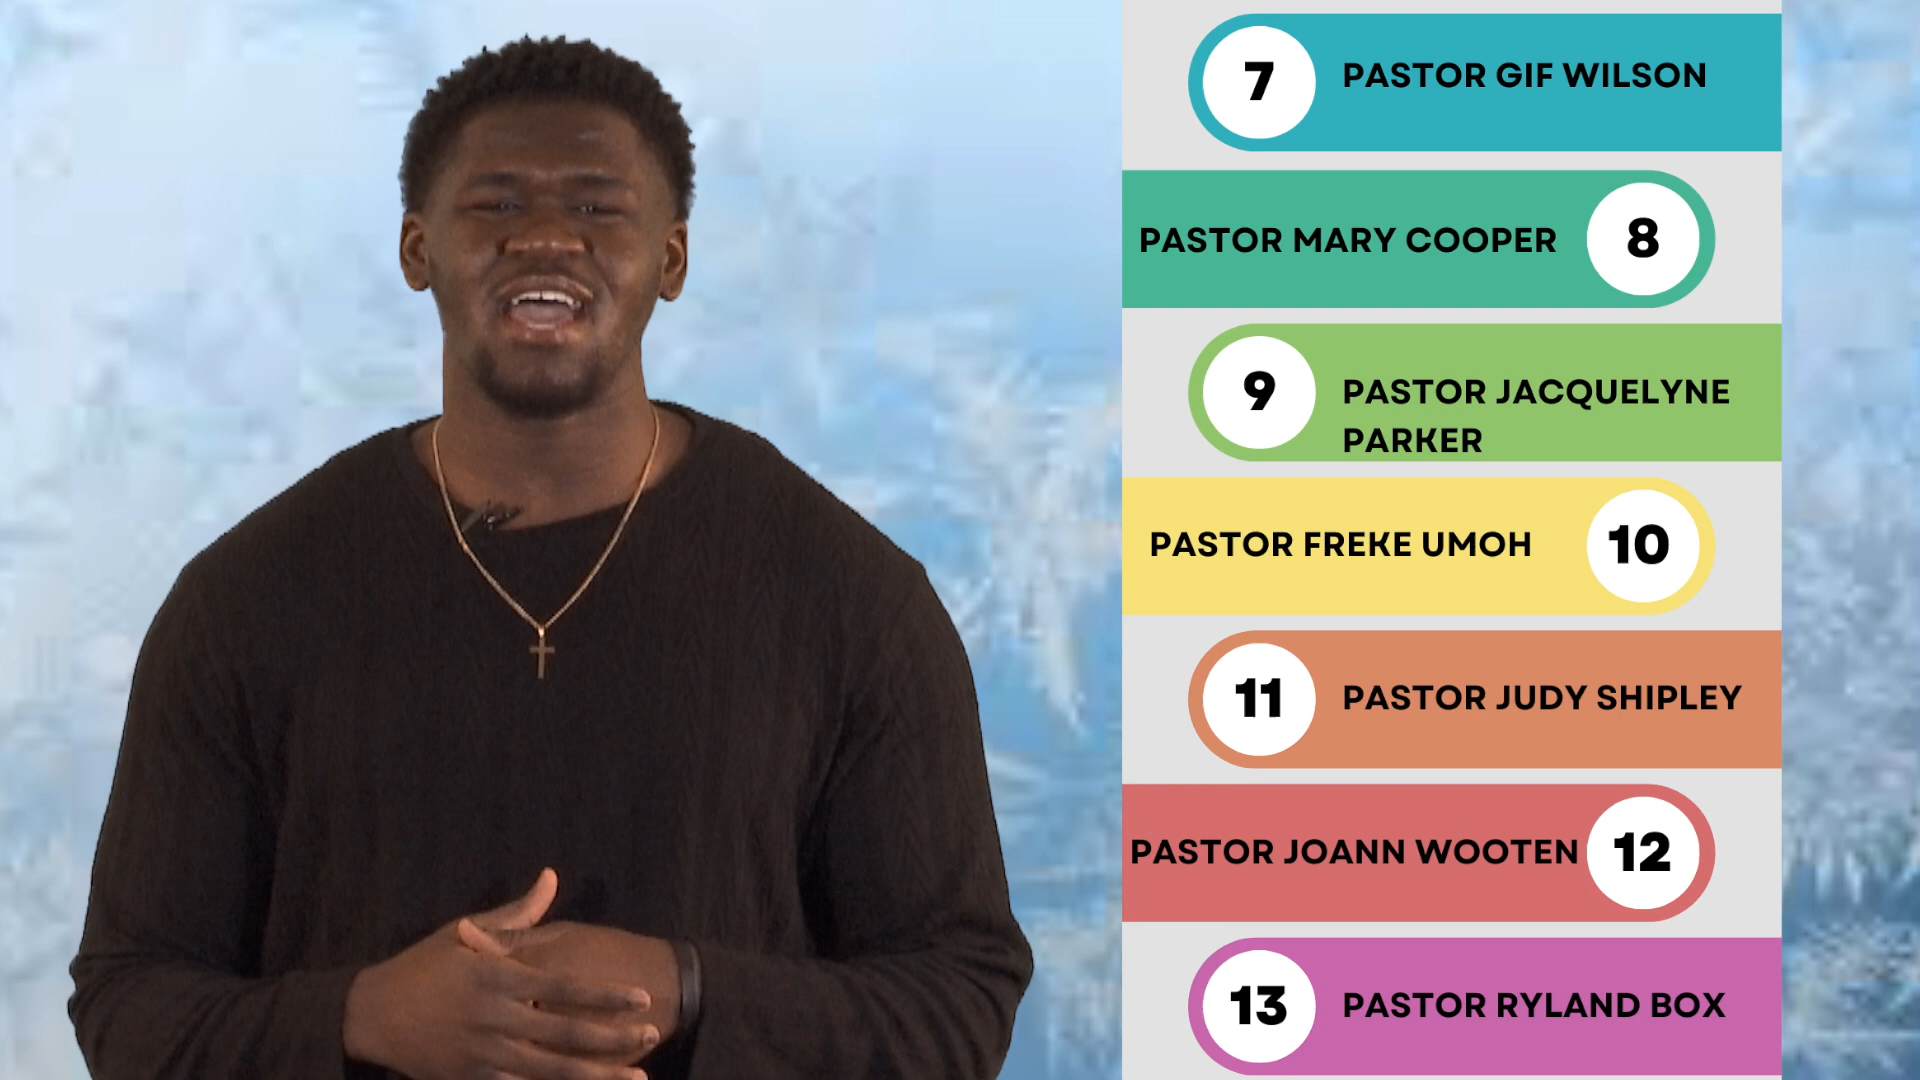 7
PASTOR GIF WILSON
PASTOR MARY COOPER
8
9
PASTOR JACQUELYNE
PARKER
PASTOR FREKE UMOH
10
11
PASTOR JUDY SHIPLEY
PASTOR JOANN WOOTEN
12
13
PASTOR RYLAND BOX